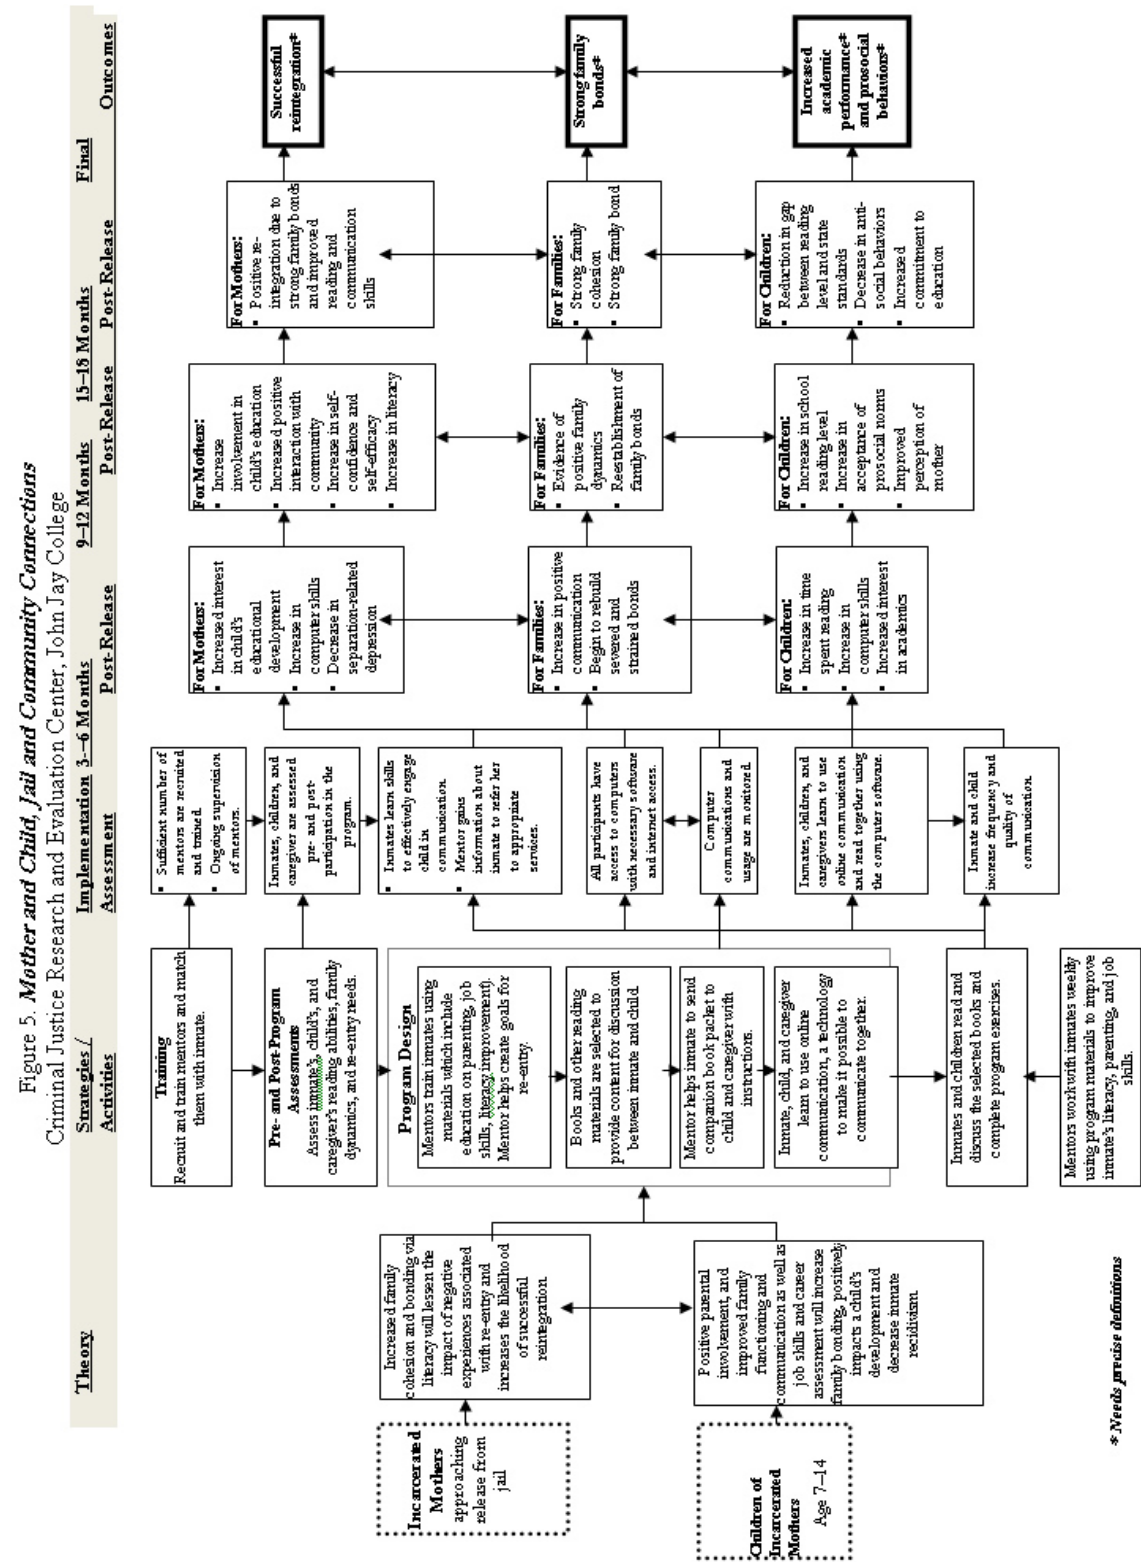 Figure 5. Mother and Child, Jail and Community Connections
Criminal Justice Research and Evaluation Center, John Jay College
Theory
Strategies /
Activities
Implementation
Assessment
3–6 Months
Post-Release
9–12 Months
Post-Release
15–18 Months
Post-Release
Final
Outcomes
Incarcerated
Mothers
approaching
release from
jail
Children of
Incarcerated
Mothers
Age 7–14
Increased family
cohesion and bonding via
literacy will lessen the
impact of negative
experiences associated
with re-entry and
increases the likelihood
of successful
reintegration
Positive parental
involvement, and
improved family
functioning and
communication as well as
job skills and career
assessment will increase
family bonding, positively
impacts a child's
development and
decrease inmate
recidivism.
Training
Recruit and train mentors and match
them with inmate.
Pre- and Post-Program
Assessments
Assess inmate's, child's, and
caregiver's reading abilities, family
dynamics, and re-entry needs.
Program Design
Mentors train inmates using
materials which include
education on parenting, job
skills, literacy improvement).
Mentor helps create goals for
re-entry.
Books and other reading
materials are selected to
provide content for discussion
between inmate and child.
Mentor helps inmate to send
companion book packet to
child and caregiver with
instructions.
Inmate, child, and caregiver
learn to use online
communication, a technology
to make it possible to
communicate together.
Inmates and children read and
discuss the selected books and
complete program exercises.
Mentors work with inmates weekly
using program materials to improve
inmate's literacy, parenting, and job
skills.
▪ Sufficient number of
mentors are recruited
and trained.
▪ Ongoing supervision
of mentors.
Inmates, children, and
caregiver are assessed
pre- and post-
participation in the
program.
▪ Inmates learn skills
to effectively engage
child in
communication.
▪ Mentor gains
information about
inmate to refer her
to appropriate
services.
All participants have
access to computers
with necessary software
and internet access.
Computer
communications and
usage are monitored.
Inmates, children, and
caregivers learn to use
online communication
and read together using
the computer software.
Inmate and child
increase frequency and
quality of
communication.
For Mothers:
▪ Increased interest
in child's
educational
development
▪ Increase in
computer skills
▪ Decrease in
separation-related
depression
For Families:
▪ Increase in positive
communication
▪ Begin to rebuild
severed and
strained bonds
For Children:
▪ Increase in time
spent reading
▪ Increase in
computer skills
▪ Increased interest
in academics
For Mothers:
▪ Increase
involvement in
child's education
▪ Increased positive
interaction with
community
▪ Increase in self-
confidence and
self-efficacy
▪ Increase in literacy
For Families:
▪ Evidence of
positive family
dynamics
▪ Reestablishment of
family bonds
For Children:
▪ Increase in school
reading level
▪ Increase in
acceptance of
prosocial norms
▪ Improved
perception of
mother
For Mothers:
▪ Positive re-
integration due to
strong family bonds
and improved
reading and
communication
skills
For Families:
▪ Strong family
cohesion
▪ Strong family bond
For Children:
▪ Reduction in gap
between reading
level and state
standards
▪ Decrease in anti-
social behaviors
▪ Increased
commitment to
education
Successful
reintegration*
Strong family
bonds*
Increased
academic
performance*
and prosocial
behaviors*
* Needs precise definitions